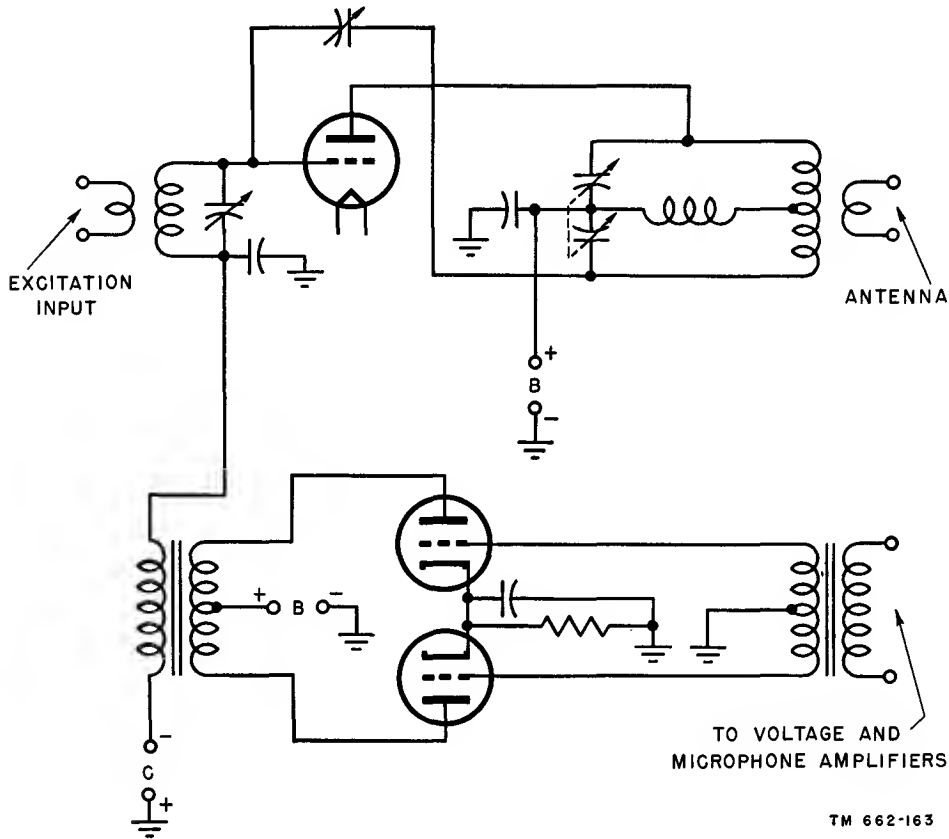 EXCITATION
INPUT
ANTENNA
+
B
-
+ B -
-
C
+
TO VOLTAGE AND
MICROPHONE AMPLIFIERS
TM 662-163